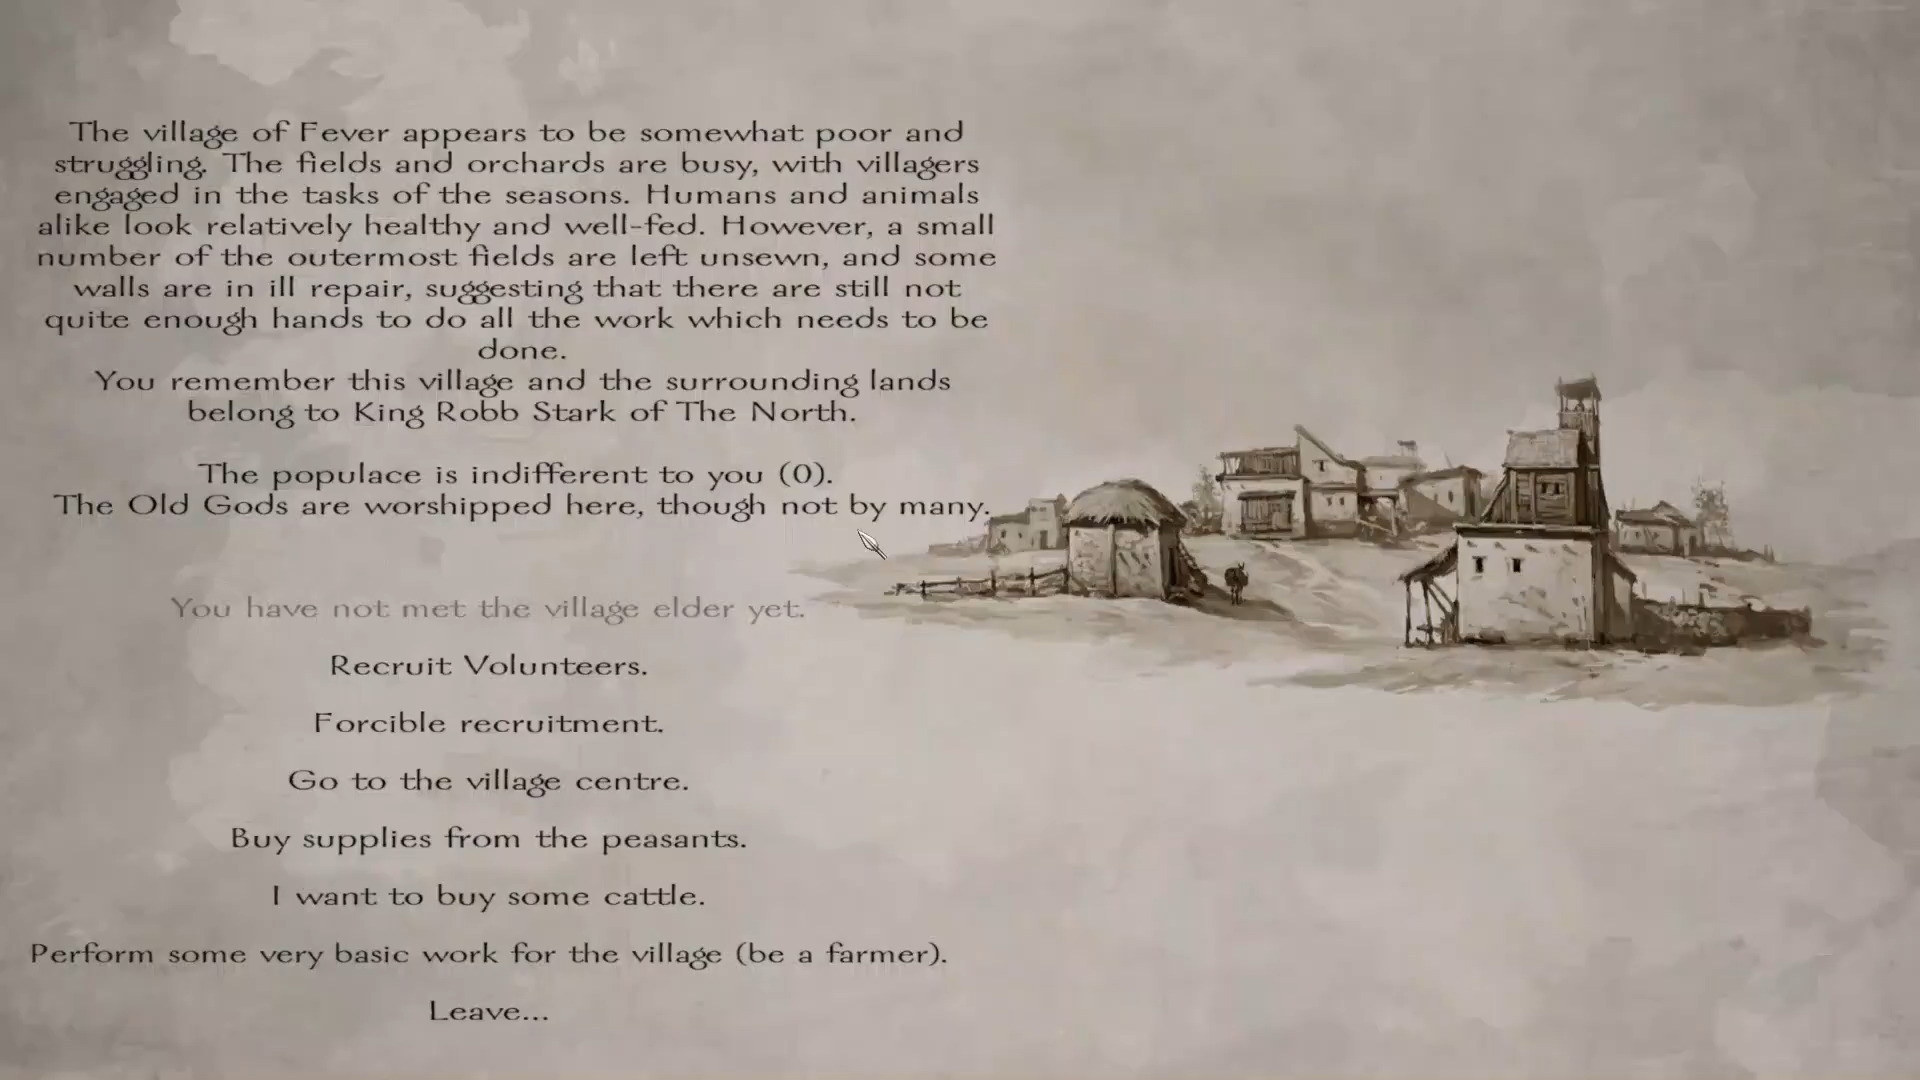 The village of Fever appears to be somewhat poor and
struggling. The fields and orchards are busy, with villagers
engaged in the tasks of the seasons. Humans and animals
alike look relatively healthy and well-fed. However, a small
number of the outermost fields are left unsewn, and some
walls are in ill repair, suggesting that there are still not
quite enough hands to do all the work which needs to be
done.
You remember this village and the surrounding lands
belong to King Robb Stark of The North.
The populace is indifferent to you (0).
The Old Gods are worshipped here, though not by many.
You have not met the village elder yet.
Recruit Volunteers.
Forcible recruitment.
Go to the village centre.
Buy supplies from the peasants.
I want to buy some cattle.
Perform some very basic work for the village (be a farmer).
Leave...